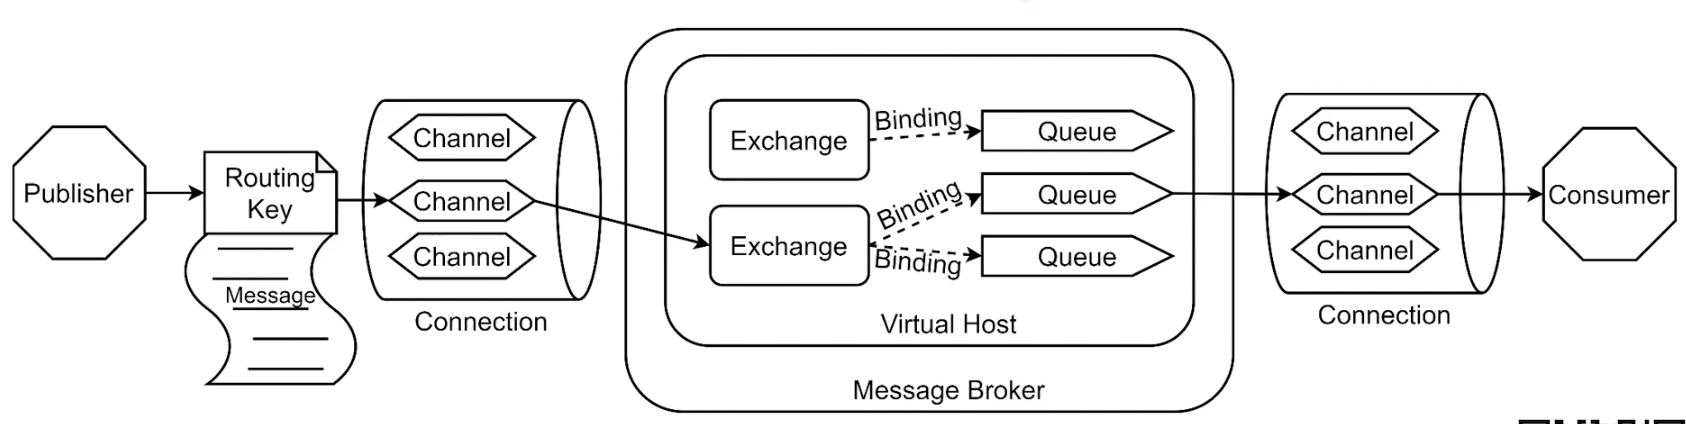 Publisher
Routing
Key
Message
Channel
Channel
Channel
Connection
Exchange
Binding
Queue
Exchange
Binding
Queue
Binding
Queue
Virtual Host
Message Broker
Channel
Channel
Channel
Connection
Consumer